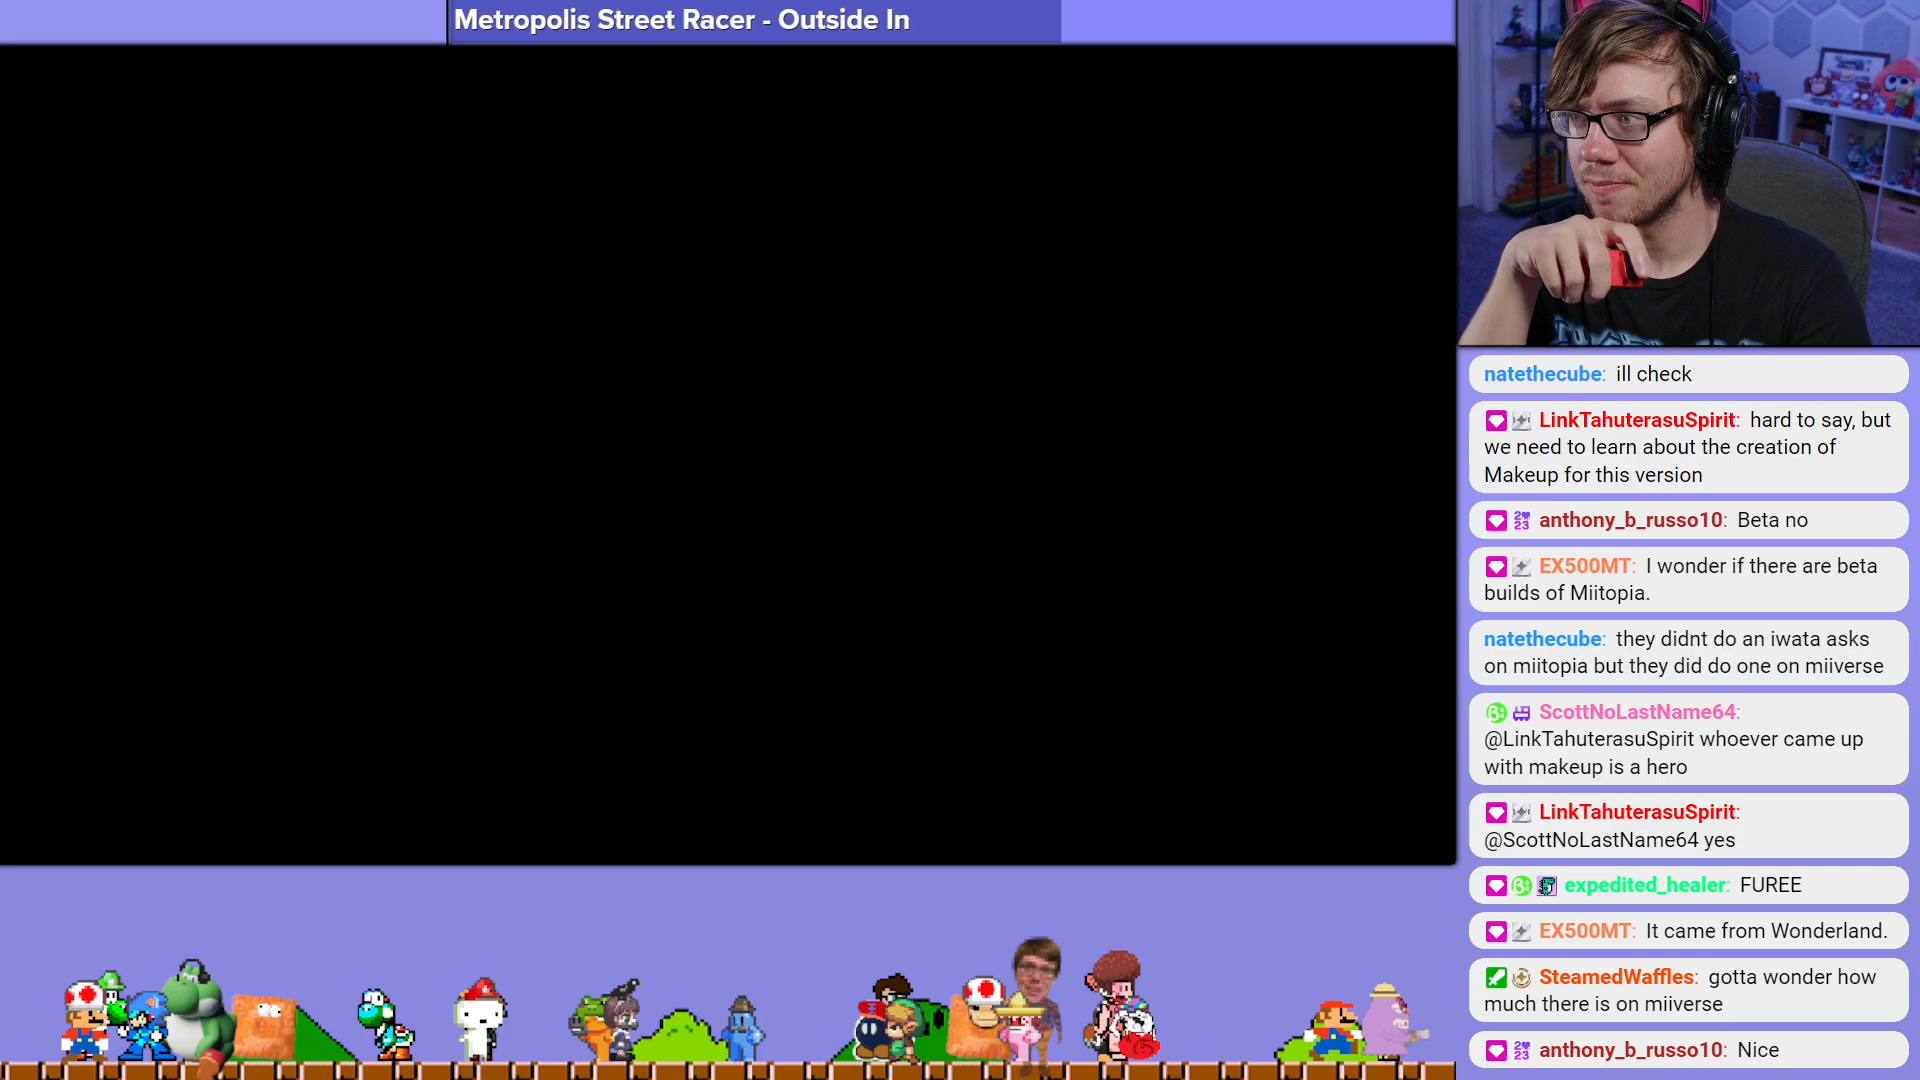 Metropolis Street Racer - Outside In
natethecube: ill check
LinkTahuterasuSpirit: hard to say, but
we need to learn about the creation of
Makeup for this version
anthony_b_russo10: Beta no
EX500MT: I wonder if there are beta
builds of Miitopia.
natethecube: they didnt do an iwata asks
on miitopia but they did do one on miiverse
ScottNoLastName64:
@LinkTahuterasuSpirit whoever came up
with makeup is a hero
LinkTahuterasuSpirit:
@ScottNoLastName64 yes
expedited_healer: FUREE
EX500MT: It came from Wonderland.
SteamedWaffles: gotta wonder how
much there is on miiverse
anthony_b_russo10: Nice